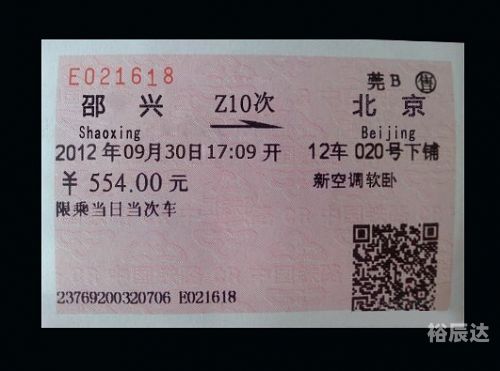 E021618 莞B 售
邵兴 Z10次 北京
Shaoxing Beijing
2012年09月30日17:09开 12车020号下铺
¥554.00元 新空调软卧
限乘当日当次车
23769200320706 E021618
裕辰达